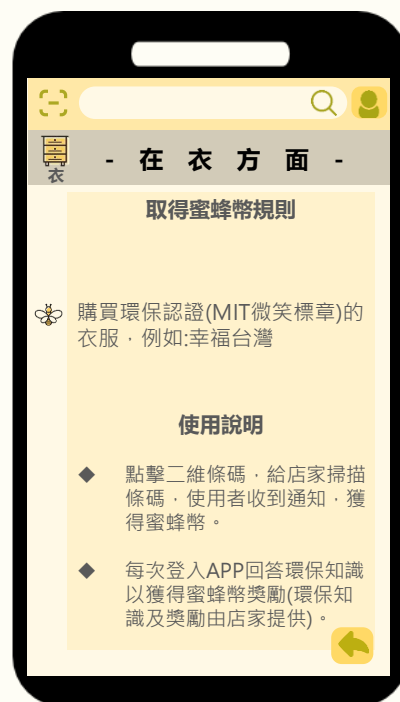 衣
- 在 衣 方 面 -
取得蜜蜂幣規則
購買環保認證(MIT微笑標章)的
衣服，例如:幸福台灣
使用說明
◆ 點擊二維條碼，給店家掃描
條碼，使用者收到通知，獲
得蜜蜂幣。
◆ 每次登入APP回答環保知識
以獲得蜜蜂幣獎勵(環保知
識及獎勵由店家提供)。